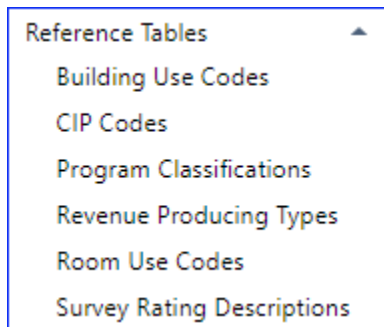 Reference Tables
Building Use Codes
CIP Codes
Program Classifications
Revenue Producing Types
Room Use Codes
Survey Rating Descriptions